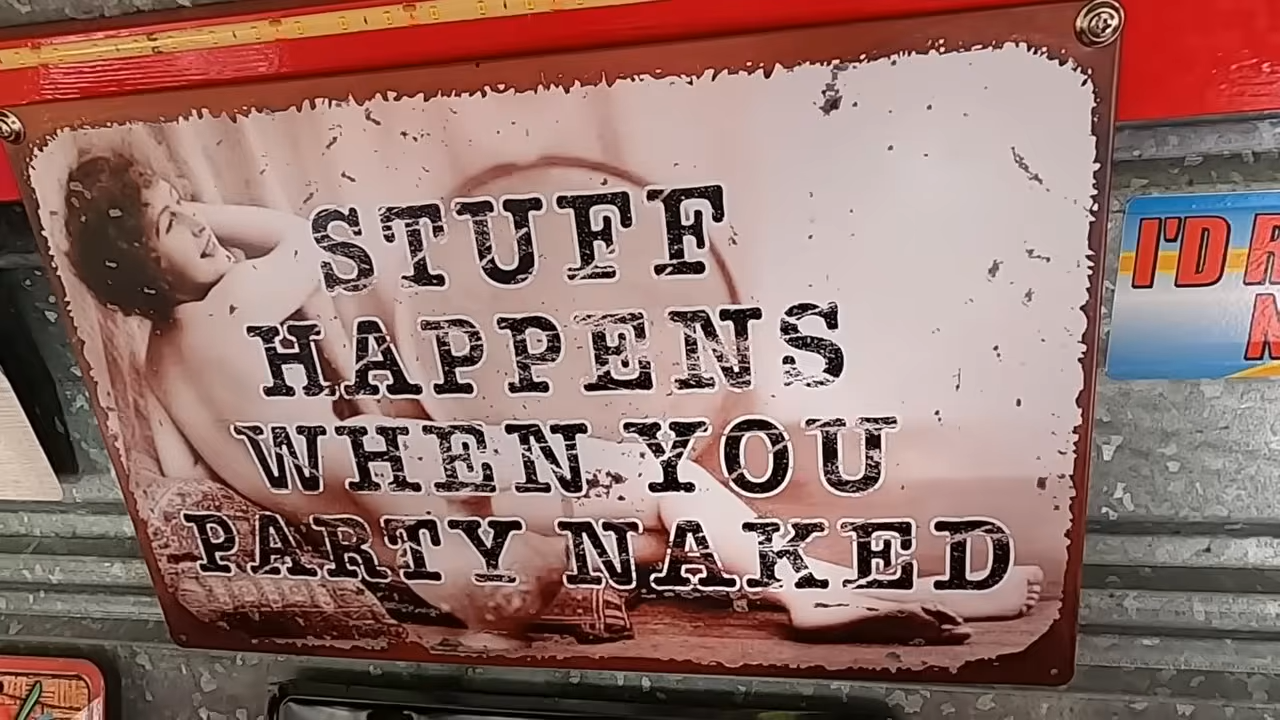 STUFF
HAPPENS
WHEN YOU
PARTY NAKED
I'D